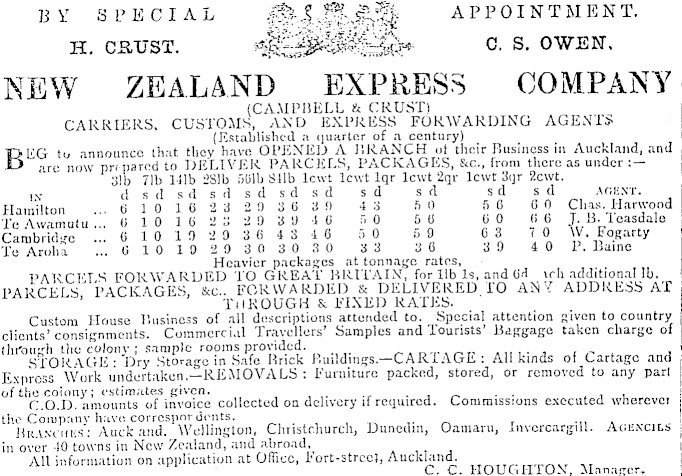 BY SPECIAL APPOINTMENT.
H. CRUST. C. S. OWEN.
NEW ZEALAND EXPRESS COMPANY
(CAMPBELL & CRUST)
CARRIERS, CUSTOMS, AND EXPRESS FORWARDING AGENTS
(Established a quarter of a century)
BEG to announce that they have OPENED A BRANCH of their Business in Auckland, and
are now prepared to DELIVER PARCELS, PACKAGES, &c., from there as under :—
3lb 7lb 14lb 28lb 56lb 84lb 1cwt 1cwt 1qr 1cwt 2qr 1cwt 3qr 2cwt.
IN d s d s d s d s d s d s d s d s d s d s d AGENT.
Hamilton ... 6 1 0 1 6 2 3 2 9 3 6 3 9 4 3 5 0 5 6 6 0 Chas. Harwood
Te Awamutu ... 6 1 0 1 6 2 3 2 9 3 9 4 6 5 0 5 6 6 0 6 6 J. B. Teasdale
Cambridge ... 6 1 0 1 9 2 9 3 6 4 3 4 6 5 0 5 9 6 3 7 0 W. Fogarty
Te Aroha ... 6 1 0 1 9 2 9 3 0 3 0 3 0 3 3 3 6 3 9 4 0 P. Baine
Heavier packages at tonnage rates,
PARCELS FORWARDED TO GREAT BRITAIN, for 1lb 1s, and 6d ach additional lb.
PARCELS, PACKAGES, &c., FORWARDED & DELIVERED TO ANY ADDRESS AT
THROUGH & FIXED RATES.
Custom House Business of all descriptions attended to. Special attention given to country
clients' consignments. Commercial Travellers' Samples and Tourists' Baggage taken charge of
through the colony ; sample rooms provided.
STORAGE : Dry Storage in Safe Brick Buildings.—CARTAGE : All kinds of Cartage and
Express Work undertaken.—REMOVALS : Furniture packed, stored, or removed to any part
of the colony ; estimates given.
C.O.D. amounts of invoice collected on delivery if required. Commissions executed wherever
the Company have correspondents.
BRANCHES : Auckland, Wellington, Christchurch, Dunedin, Oamaru, Invercargill. AGENCIES
in over 40 towns in New Zealand, and abroad,
All information on application at Office, Fort-street, Auckland.
C. C. HOUGHTON, Manager.